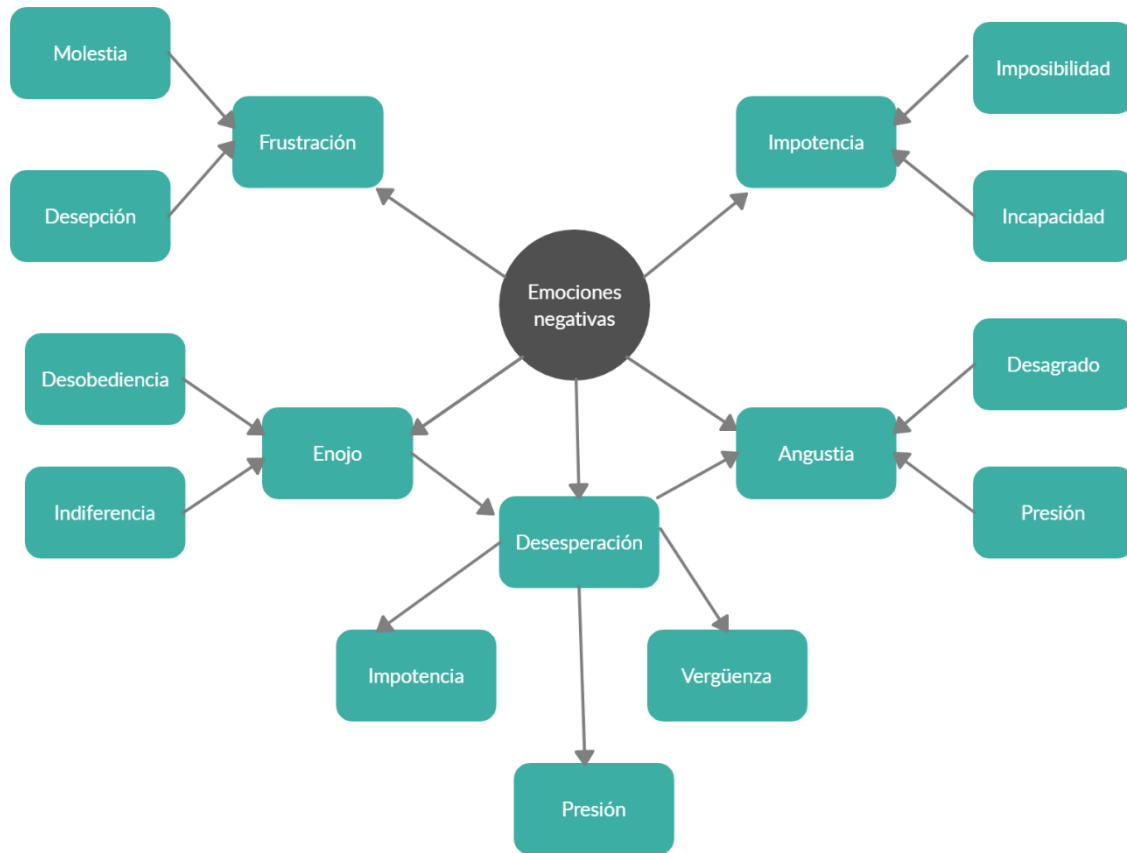 Molestia
Imposibilidad
Frustración
Impotencia
Desepción
Incapacidad
Emociones
negativas
Desobediencia
Desagrado
Enojo
Angustia
Indiferencia
Presión
Desesperación
Impotencia
Vergüenza
Presión